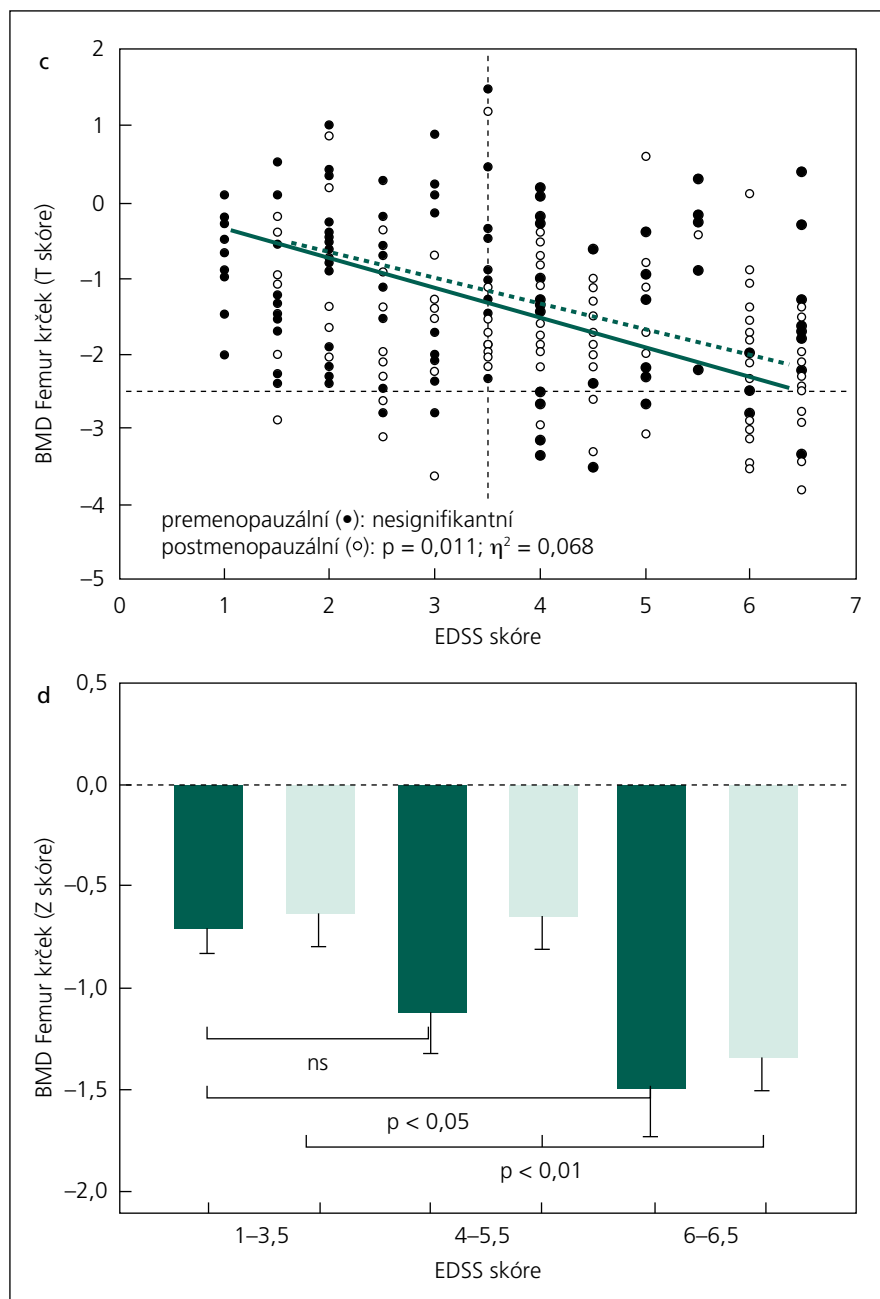 c
BMD Femur krček (T skóre)
2
1
0
−1
−2
−3
−4
−5
premenopauzální (•): nesignifikantní
postmenopauzální (○): p = 0,011; η² = 0,068
0 1 2 3 4 5 6 7
EDSS skóre
d
BMD Femur krček (Z skóre)
0,5
0,0
−0,5
−1,0
−1,5
−2,0
ns
p < 0,05
p < 0,01
1–3,5 4–5,5 6–6,5
EDSS skóre